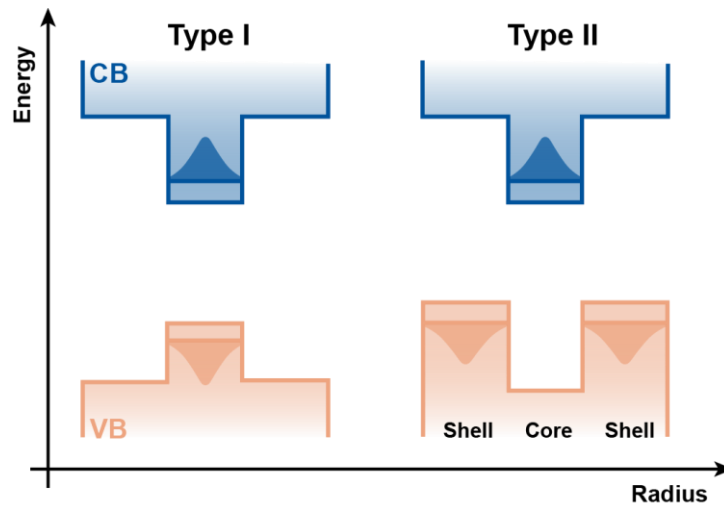 Energy
Type I
Type II
CB
VB
Shell Core Shell
Radius